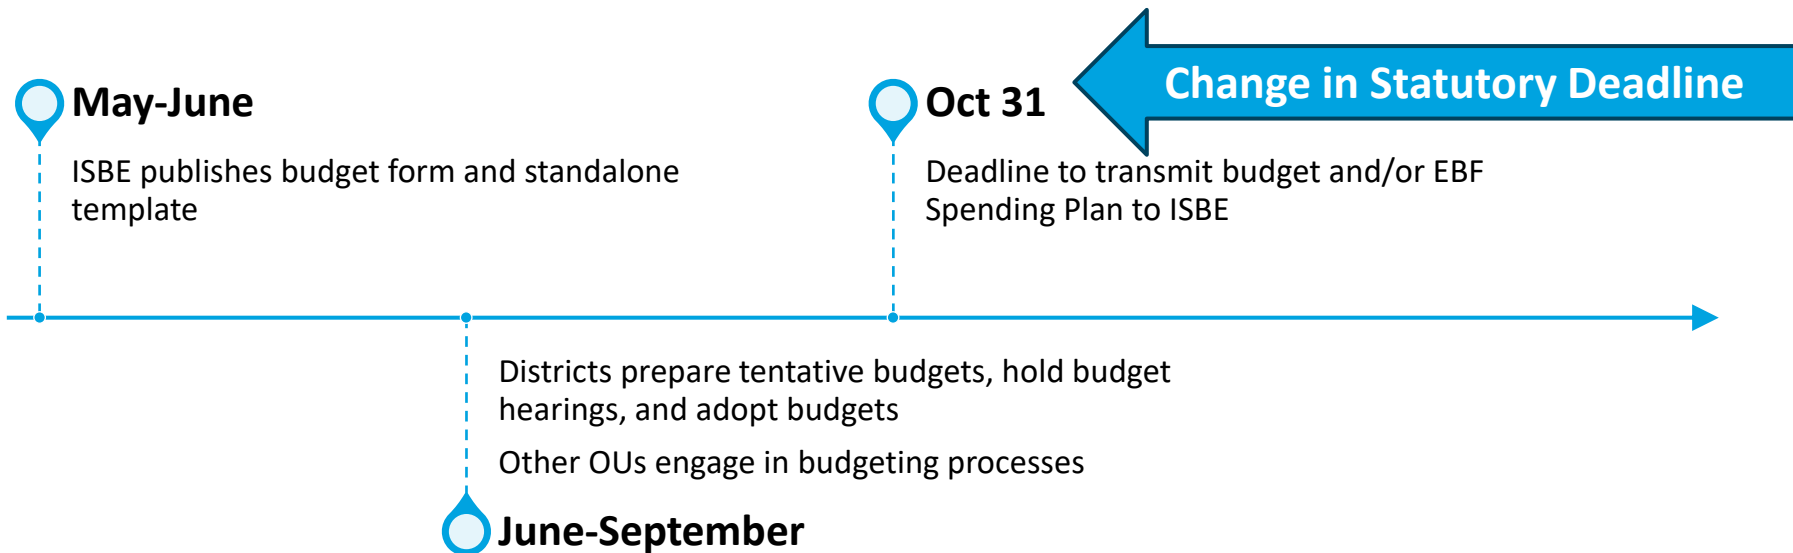 May-June
ISBE publishes budget form and standalone
template
Oct 31
Change in Statutory Deadline
Deadline to transmit budget and/or EBF
Spending Plan to ISBE
Districts prepare tentative budgets, hold budget
hearings, and adopt budgets
Other OUs engage in budgeting processes
June-September